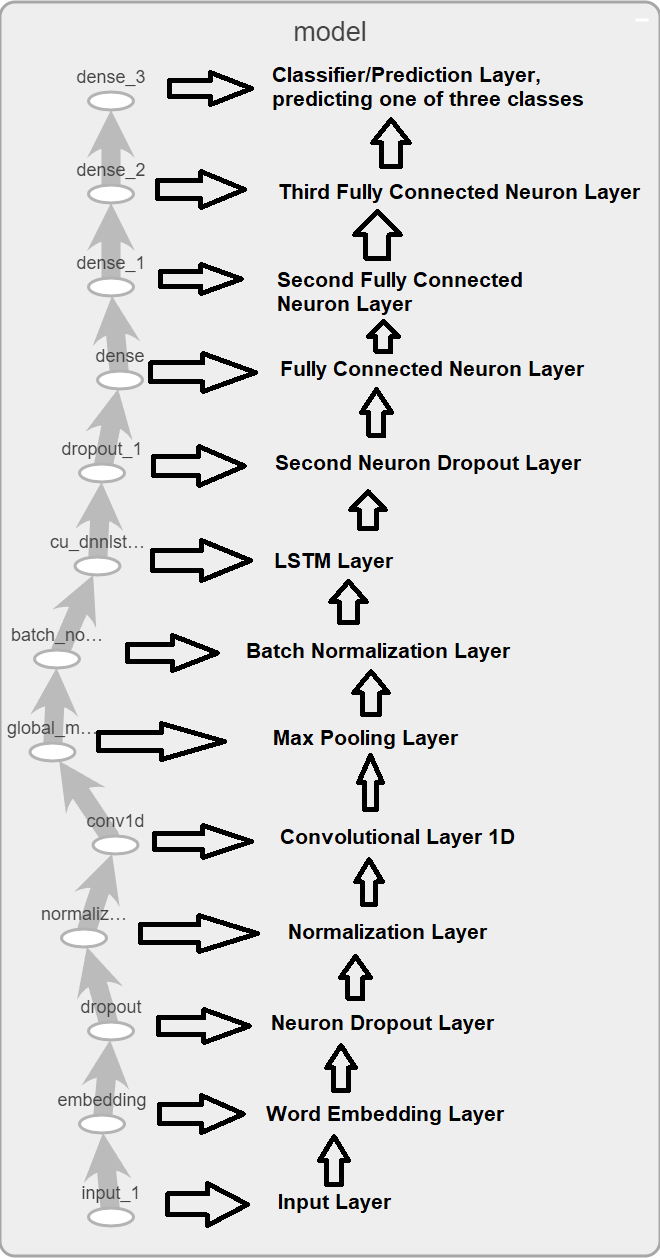 model
dense_3
Classifier/Prediction Layer,
predicting one of three classes
dense_2
Third Fully Connected Neuron Layer
dense_1
Second Fully Connected
Neuron Layer
dense
Fully Connected Neuron Layer
dropout_1
Second Neuron Dropout Layer
cu_dnnlst…
LSTM Layer
batch_no…
Batch Normalization Layer
global_m…
Max Pooling Layer
conv1d
Convolutional Layer 1D
normaliz…
Normalization Layer
dropout
Neuron Dropout Layer
embedding
Word Embedding Layer
input_1
Input Layer